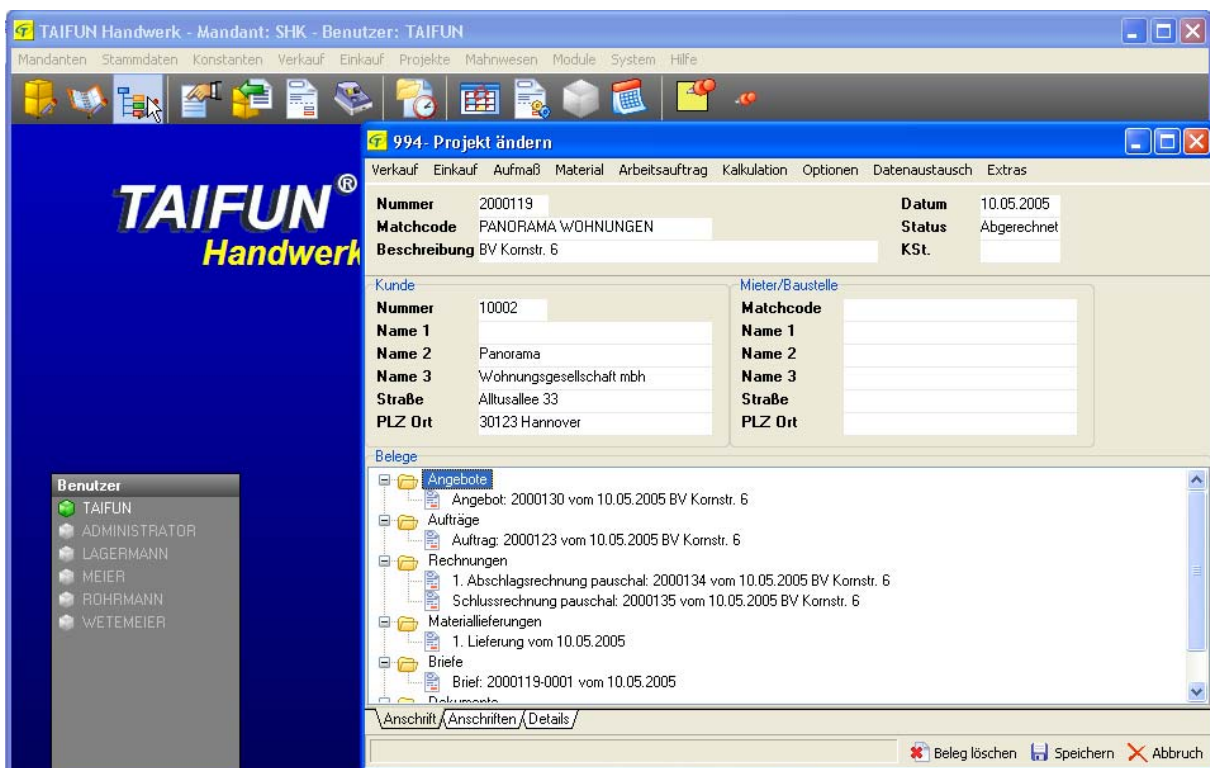 TAIFUN Handwerk - Mandant: SHK - Benutzer: TAIFUN
Mandanten Stammdaten Konstanten Verkauf Einkauf Projekte Mahnwesen Module System Hilfe
TAIFUN®
Handwerk
994- Projekt ändern
Verkauf Einkauf Aufmaß Material Arbeitsauftrag Kalkulation Optionen Datenaustausch Extras
Nummer 2000119 Datum 10.05.2005
Matchcode PANORAMA WOHNUNGEN Status Abgerechnet
Beschreibung BV Kornstr. 6 KSt.
Kunde Mieter/Baustelle
Nummer 10002 Matchcode
Name 1 Name 1
Name 2 Panorama Name 2
Name 3 Wohnungsgesellschaft mbh Name 3
Straße Alltusallee 33 Straße
PLZ Ort 30123 Hannover PLZ Ort
Belege
Angebote
Angebot: 2000130 vom 10.05.2005 BV Kornstr. 6
Aufträge
Auftrag: 2000123 vom 10.05.2005 BV Kornstr. 6
Rechnungen
1. Abschlagsrechnung pauschal: 2000134 vom 10.05.2005 BV Kornstr. 6
Schlussrechnung pauschal: 2000135 vom 10.05.2005 BV Kornstr. 6
Materiallieferungen
1. Lieferung vom 10.05.2005
Briefe
Brief: 2000119-0001 vom 10.05.2005
Dokumente
Anschrift Anschriften Details
Beleg löschen Speichern Abbruch
Benutzer
TAIFUN
ADMINISTRATOR
LAGERMANN
MEIER
ROHRMANN
WETEMEIER